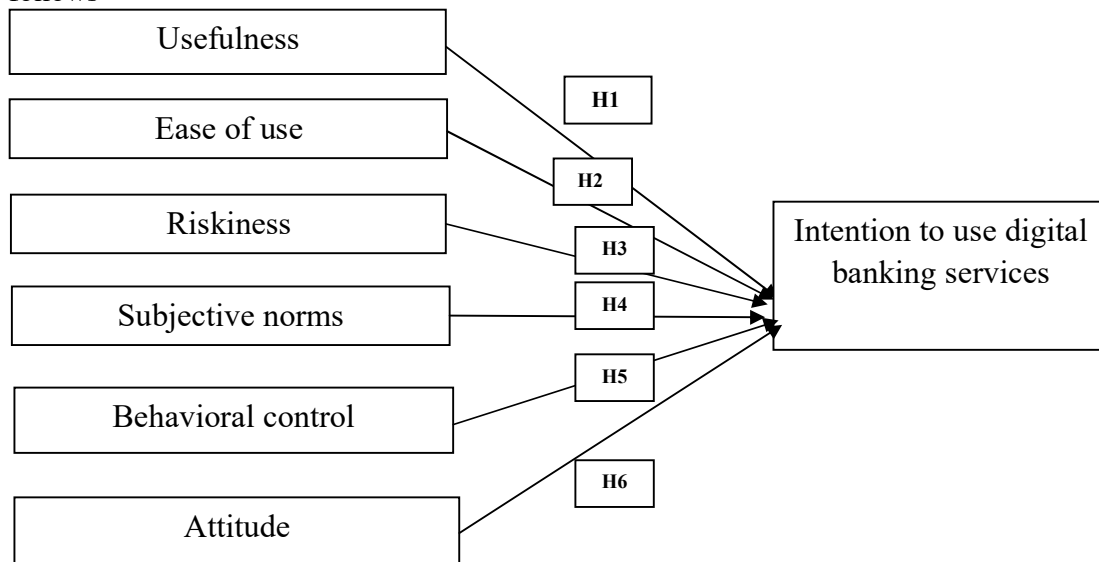 Usefulness
H1
Ease of use
H2
Riskiness
H3
Intention to use digital
banking services
Subjective norms
H4
Behavioral control
H5
Attitude
H6